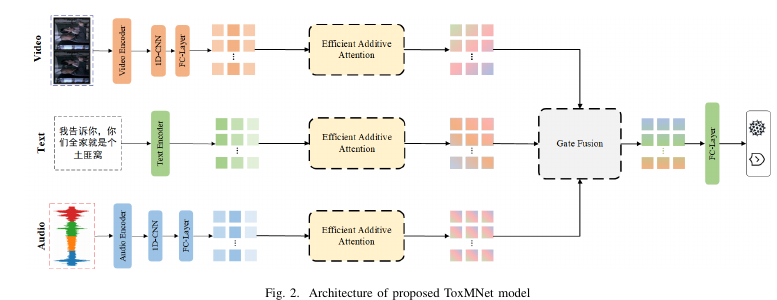 Video
Video Encoder
1D-CNN
FC-Layer
Efficient Additive
Attention
Text
我告诉你，你
们全家就是个
土匪窝
Text Encoder
Efficient Additive
Attention
Gate Fusion
FC-Layer
Audio
Audio Encoder
1D-CNN
FC-Layer
Efficient Additive
Attention
Fig. 2. Architecture of proposed ToxMNet model